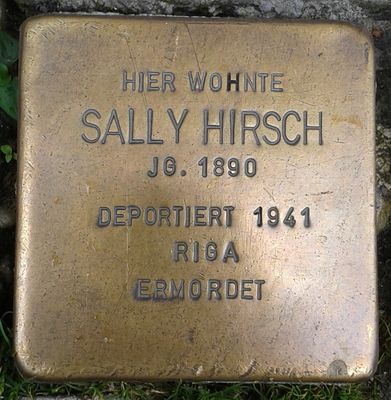 HIER WOHNTE
SALLY HIRSCH
JG. 1890
DEPORTIERT 1941
RIGA
ERMORDET